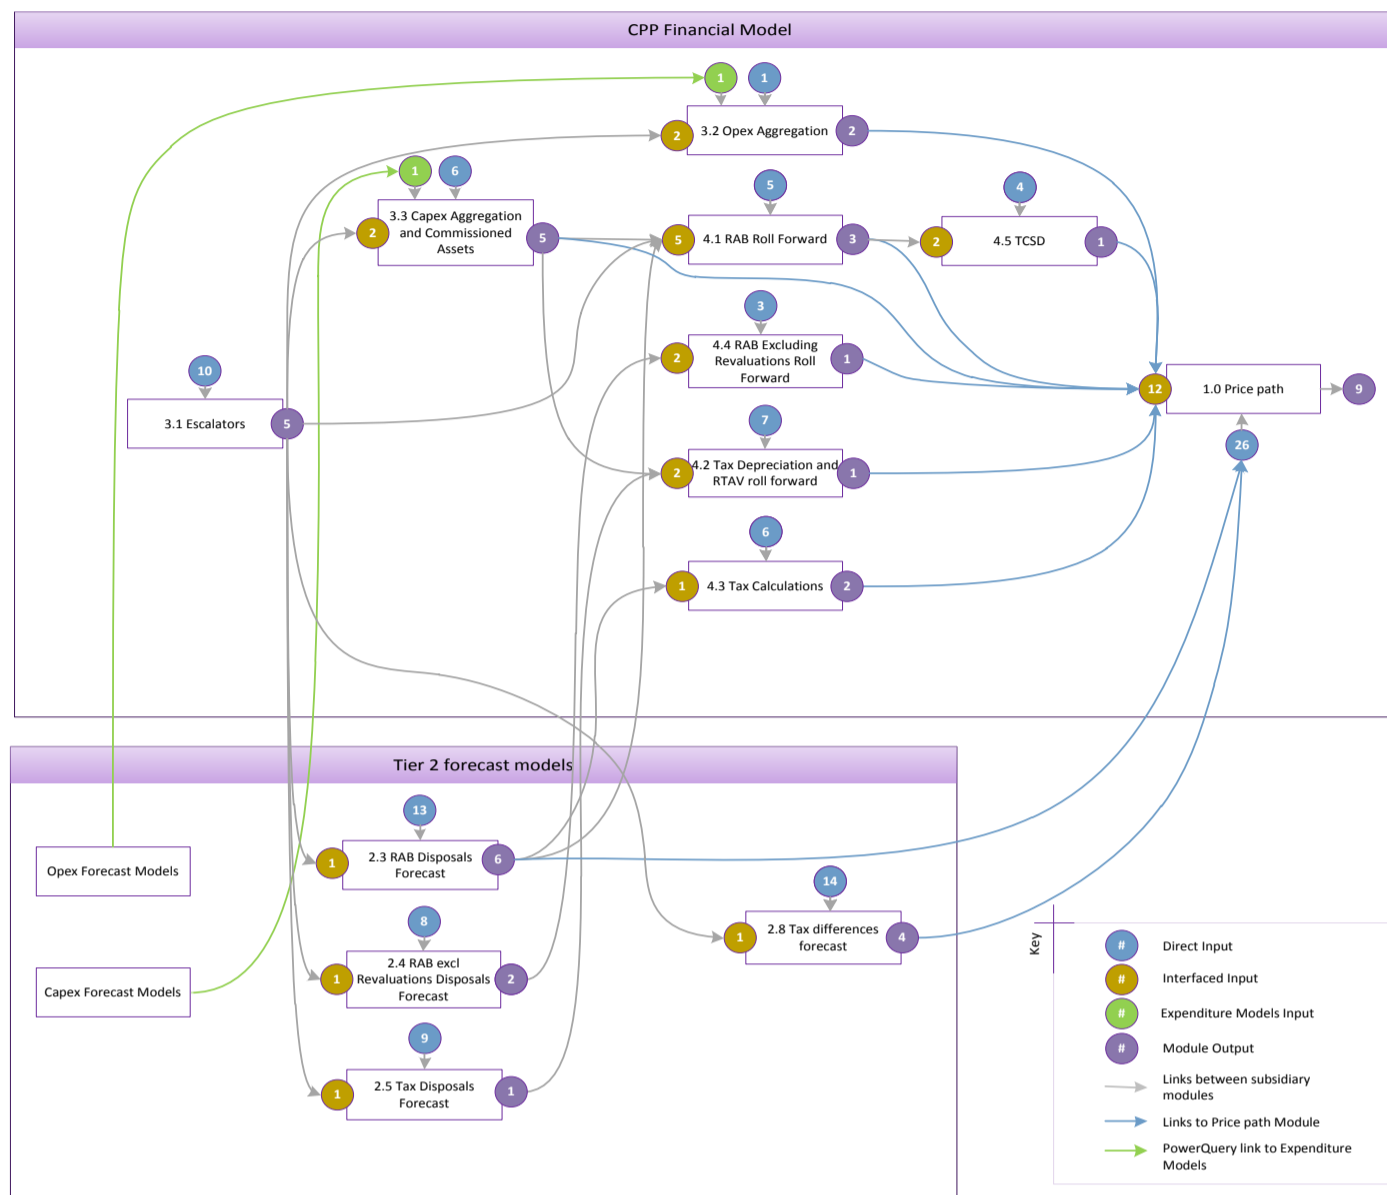 CPP Financial Model
1
1
2
3.2 Opex Aggregation
2
1
6
2
3.3 Capex Aggregation
and Commissioned
Assets
5
5
5
4.1 RAB Roll Forward
3
4
2
4.5 TCSD
1
3
2
4.4 RAB Excluding
Revaluations Roll
Forward
1
10
3.1 Escalators
5
12
1.0 Price path
9
26
7
2
4.2 Tax Depreciation and
RTAV roll forward
1
6
1
4.3 Tax Calculations
2
Tier 2 forecast models
Opex Forecast Models
Capex Forecast Models
13
1
2.3 RAB Disposals
Forecast
6
8
1
2.4 RAB excl
Revaluations Disposals
Forecast
2
9
1
2.5 Tax Disposals
Forecast
1
14
1
2.8 Tax differences
forecast
4
Key
# Direct Input
# Interfaced Input
# Expenditure Models Input
# Module Output
Links between subsidiary
modules
Links to Price path Module
PowerQuery link to Expenditure
Models